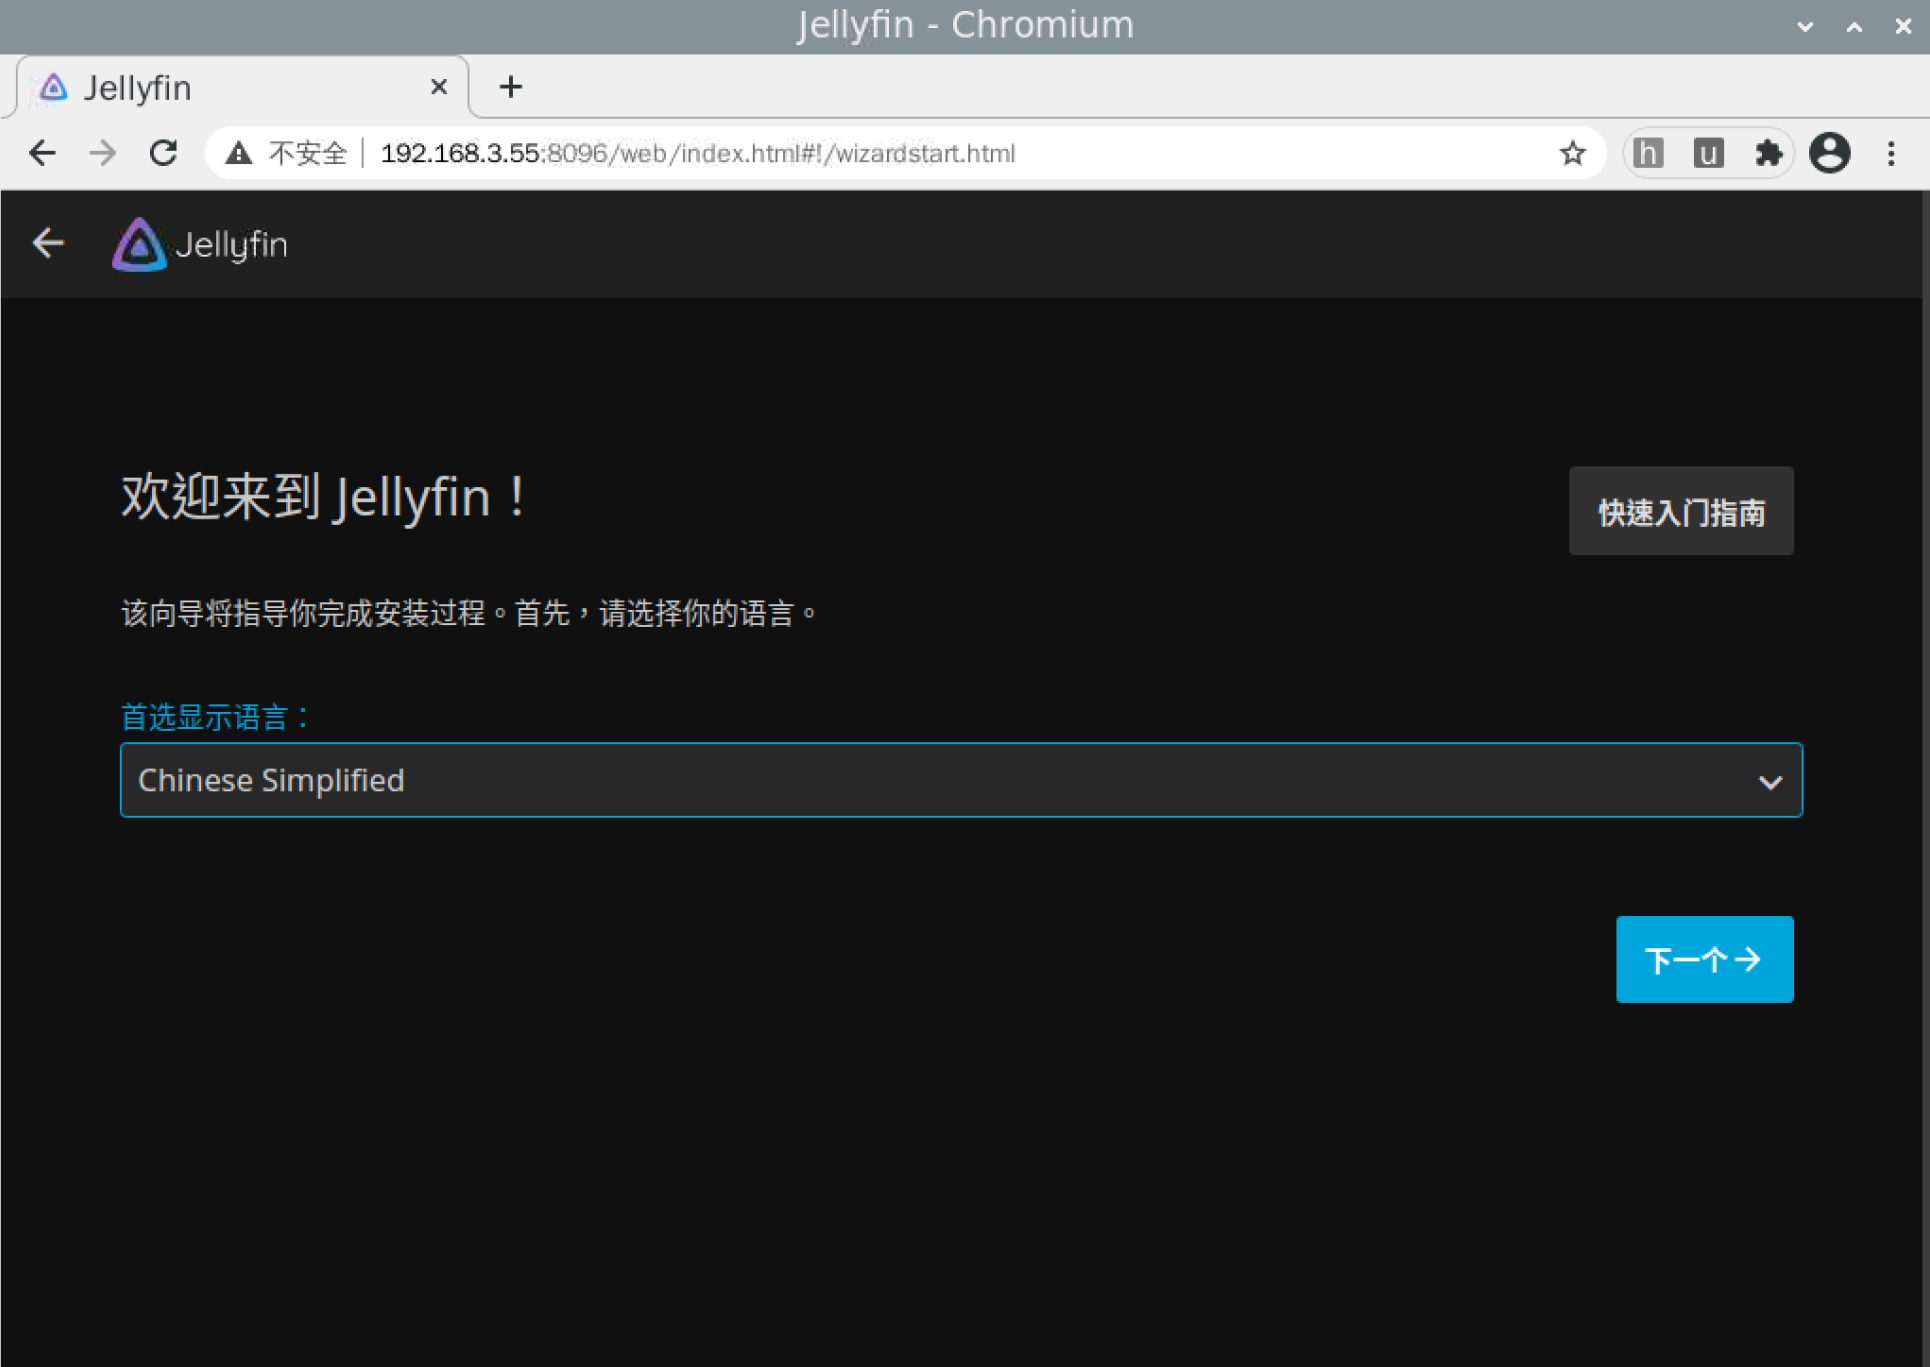 Jellyfin - Chromium
Jellyfin
不安全 192.168.3.55:8096/web/index.html#!/wizardstart.html
h u
Jellyfin
欢迎来到 Jellyfin！
快速入门指南
该向导将指导你完成安装过程。首先，请选择你的语言。
首选显示语言：
Chinese Simplified
下一个